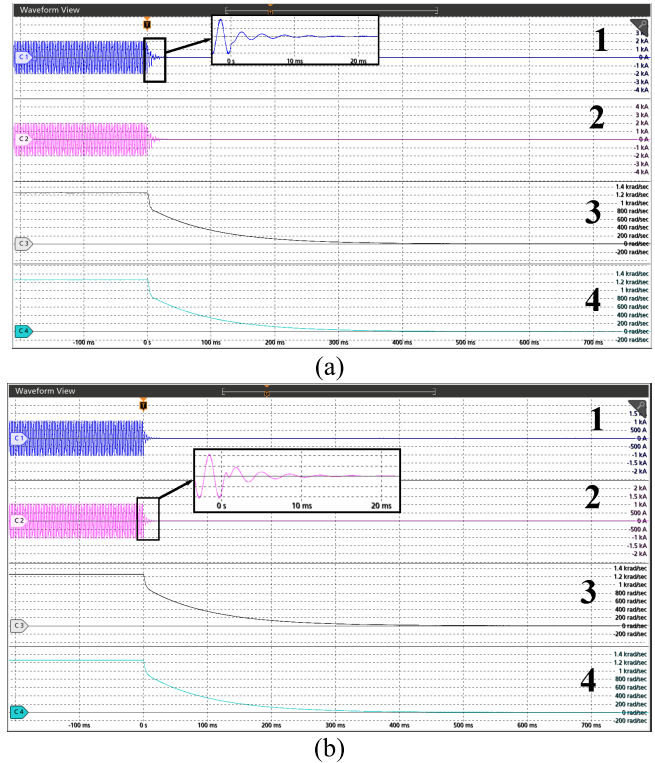 Waveform View
T
0 s 10 ms 20 ms
1
2 kA
1 kA
0 A
-1 kA
-2 kA
-3 kA
-4 kA
C 1
2
4 kA
3 kA
2 kA
1 kA
0 A
-1 kA
-2 kA
-3 kA
-4 kA
C 2
3
1.4 krad/sec
1.2 krad/sec
1 krad/sec
800 rad/sec
600 rad/sec
400 rad/sec
200 rad/sec
0 rad/sec
-200 rad/sec
C 3
4
1.4 krad/sec
1.2 krad/sec
1 krad/sec
800 rad/sec
600 rad/sec
400 rad/sec
200 rad/sec
0 rad/sec
-200 rad/sec
C 4
-100 ms 0 s 100 ms 200 ms 300 ms 400 ms 500 ms 600 ms 700 ms
(a)
Waveform View
T
1
1 kA
500 A
0 A
-500 A
-1 kA
-1.5 kA
-2 kA
C 1
0 s 10 ms 20 ms
2
2 kA
1.5 kA
1 kA
500 A
0 A
-500 A
-1 kA
-1.5 kA
-2 kA
C 2
3
1.4 krad/sec
1.2 krad/sec
1 krad/sec
800 rad/sec
600 rad/sec
400 rad/sec
200 rad/sec
0 rad/sec
-200 rad/sec
C 3
4
1.4 krad/sec
1.2 krad/sec
1 krad/sec
800 rad/sec
600 rad/sec
400 rad/sec
200 rad/sec
0 rad/sec
-200 rad/sec
C 4
-100 ms 0 s 100 ms 200 ms 300 ms 400 ms 500 ms 600 ms 700 ms
(b)